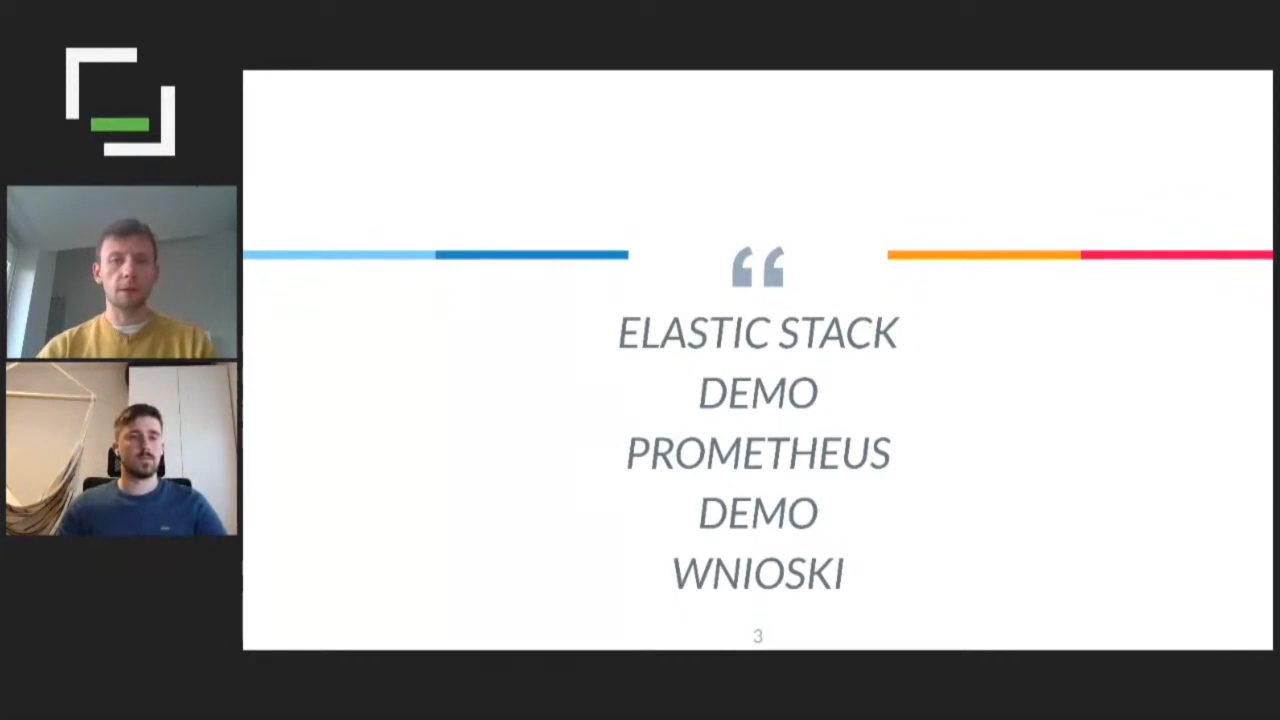 “
ELASTIC STACK
DEMO
PROMETHEUS
DEMO
WNIOSKI
3